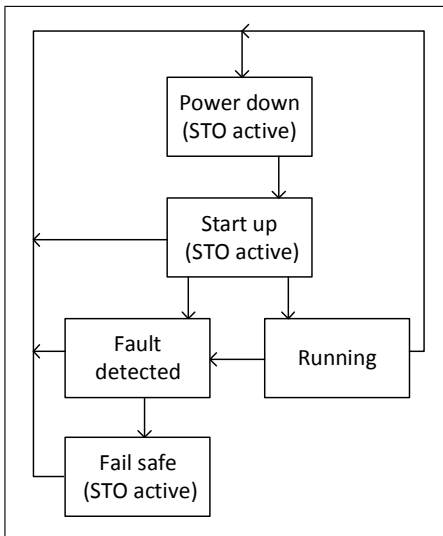 Power down
(STO active)
Start up
(STO active)
Fault
detected
Running
Fail safe
(STO active)